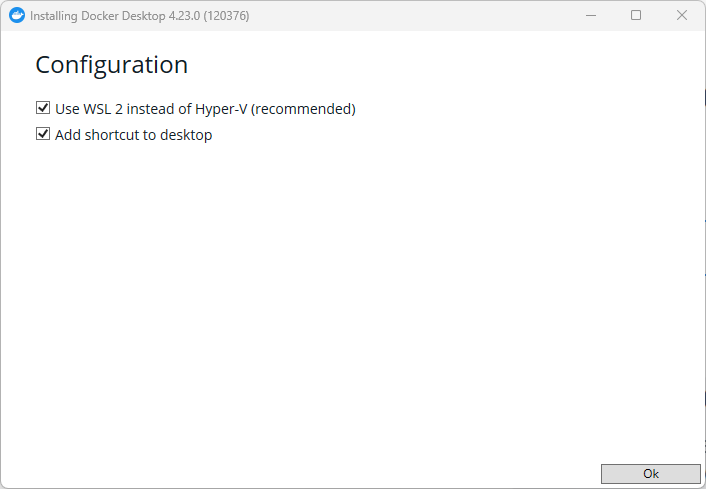 Installing Docker Desktop 4.23.0 (120376)
Configuration
Use WSL 2 instead of Hyper-V (recommended)
Add shortcut to desktop
Ok